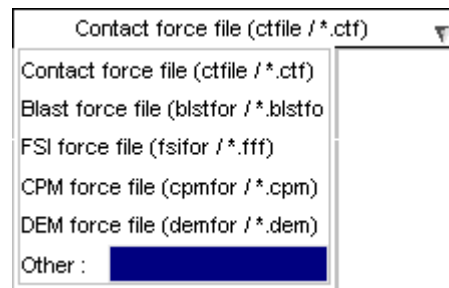 Contact force file (ctfile / *.ctf)
Contact force file (ctfile / *.ctf)
Blast force file (blstfor / *.blstfo
FSI force file (fsifor / *.fff)
CPM force file (cpmfor / *.cpm)
DEM force file (demfor / *.dem)
Other :